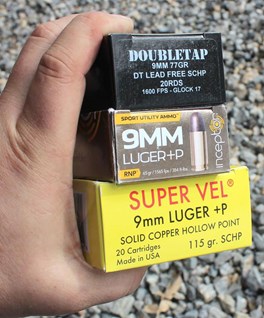 DOUBLETAP
9MM 77GR
DT LEAD FREE SCHP
20RDS
1600 FPS - GLOCK 17
SPORT UTILITY AMMO
9MM
LUGER+P
RNP
inceptor
SUPER VEL®
9mm LUGER +P
SOLID COPPER HOLLOW POINT
20 Cartridges
Made in USA
115 gr. SCHP